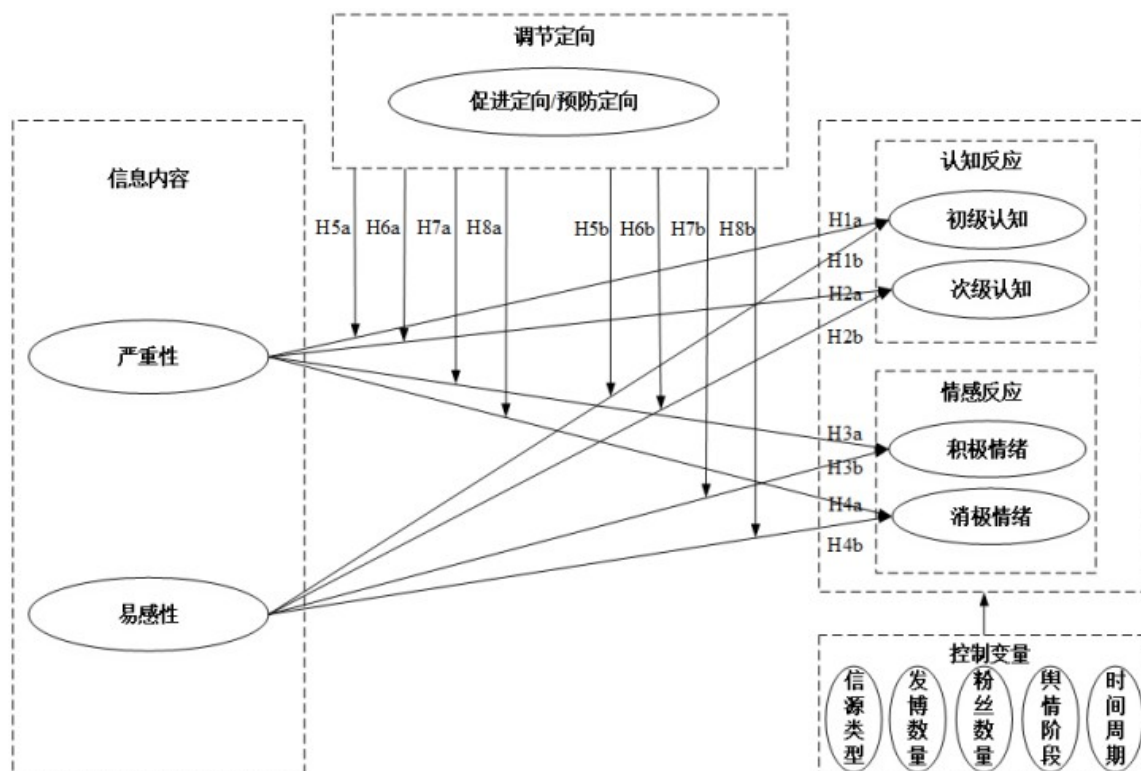 调节定向
促进定向/预防定向
信息内容
严重性
易感性
H5a
H6a
H7a
H8a
H5b
H6b
H7b
H8b
H1a
H1b
H2a
H2b
H3a
H3b
H4a
H4b
认知反应
初级认知
次级认知
情感反应
积极情绪
消极情绪
控制变量
信源类型
发博数量
粉丝数量
舆情阶段
时间周期